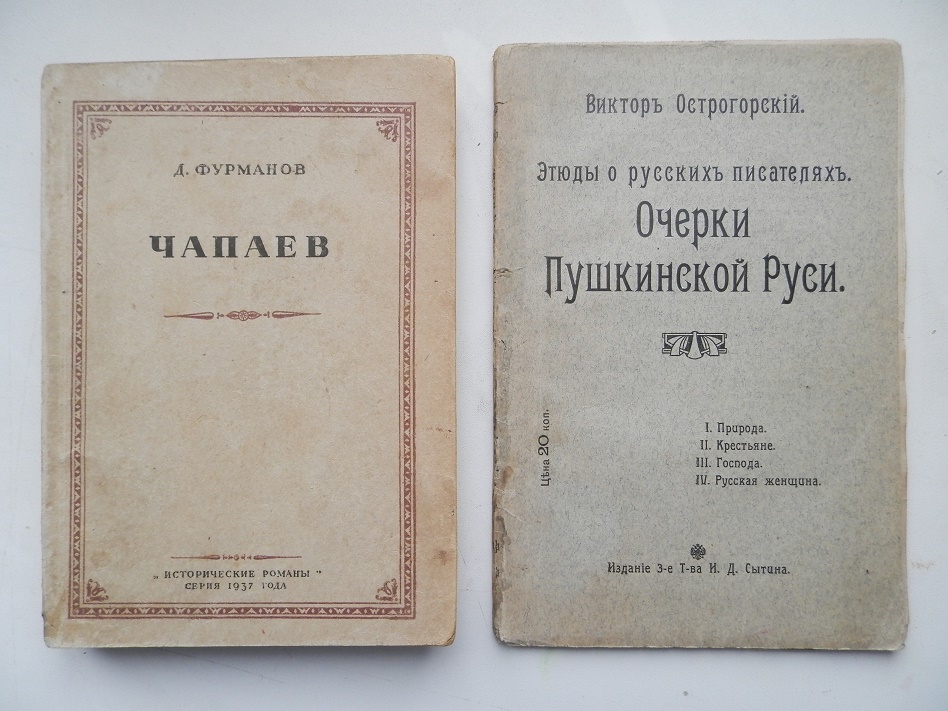 Д. ФУРМАНОВ
ЧАПАЕВ
„ ИСТОРИЧЕСКИЕ РОМАНЫ "
СЕРИЯ 1937 ГОДА
Викторъ Острогорскій.
Этюды о русскихъ писателяхъ.
Очерки
Пушкинской Руси.
I. Природа.
II. Крестьяне.
III. Господа.
IV. Русская женщина.
Цѣна 20 коп.
Изданіе 3-е Т-ва И. Д. Сытина.